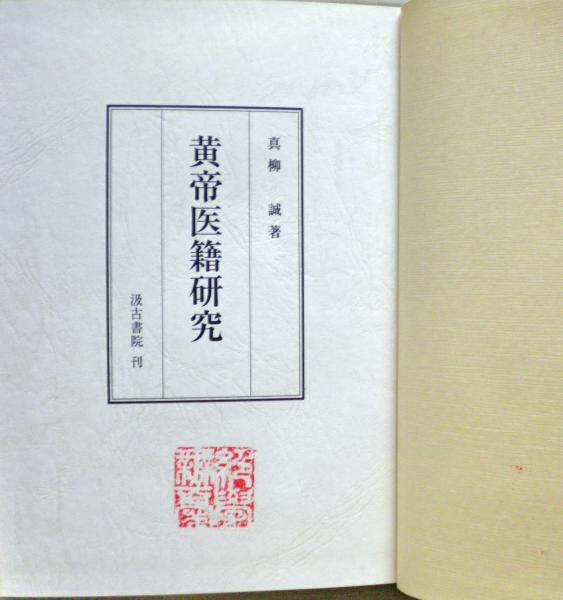 真柳 誠著
黄帝医籍研究
汲古書院 刊